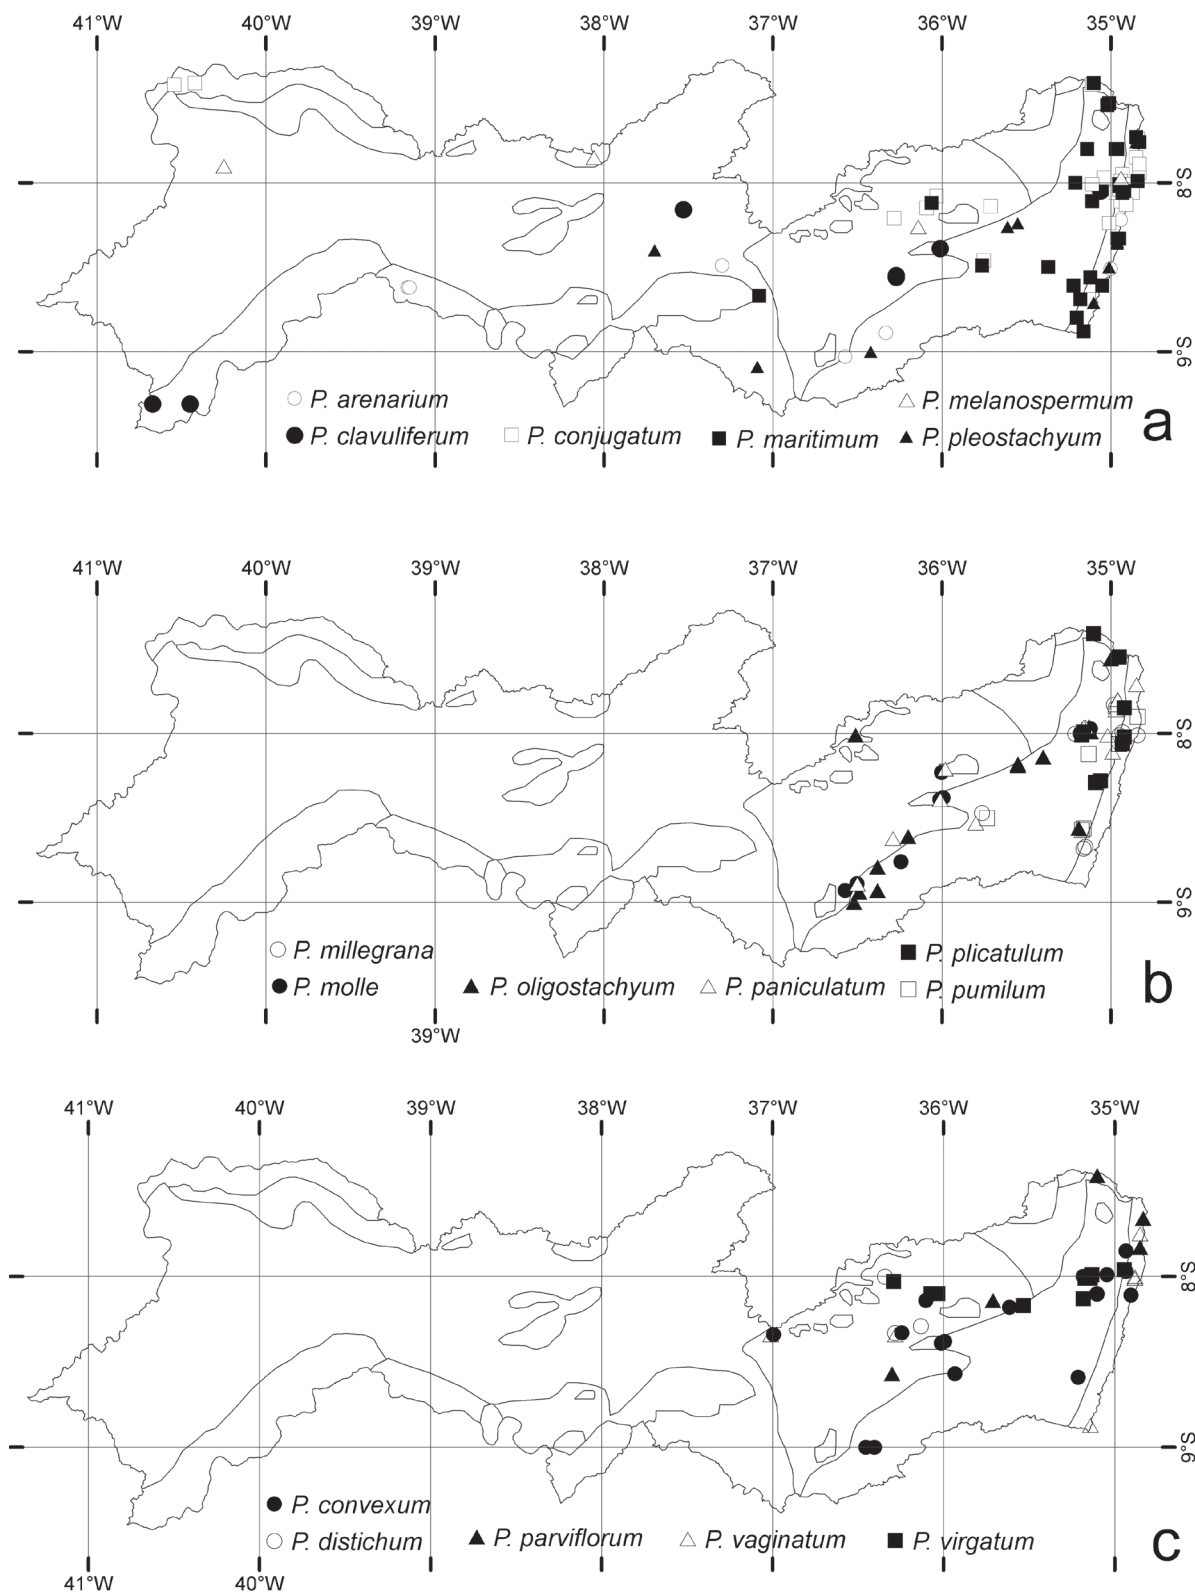 41°W 40°W 39°W 38°W 37°W 36°W 35°W
8°S
9°S
P. arenarium P. melanospermum
P. clavuliferum P. conjugatum P. maritimum P. pleostachyum
a
41°W 40°W 39°W 38°W 37°W 36°W 35°W
8°S
9°S
P. millegrana P. plicatulum
P. molle P. oligostachyum P. paniculatum P. pumilum
b
39°W
41°W 40°W 39°W 38°W 37°W 36°W 35°W
8°S
9°S
P. convexum
P. distichum P. parviflorum P. vaginatum P. virgatum
c
41°W 40°W